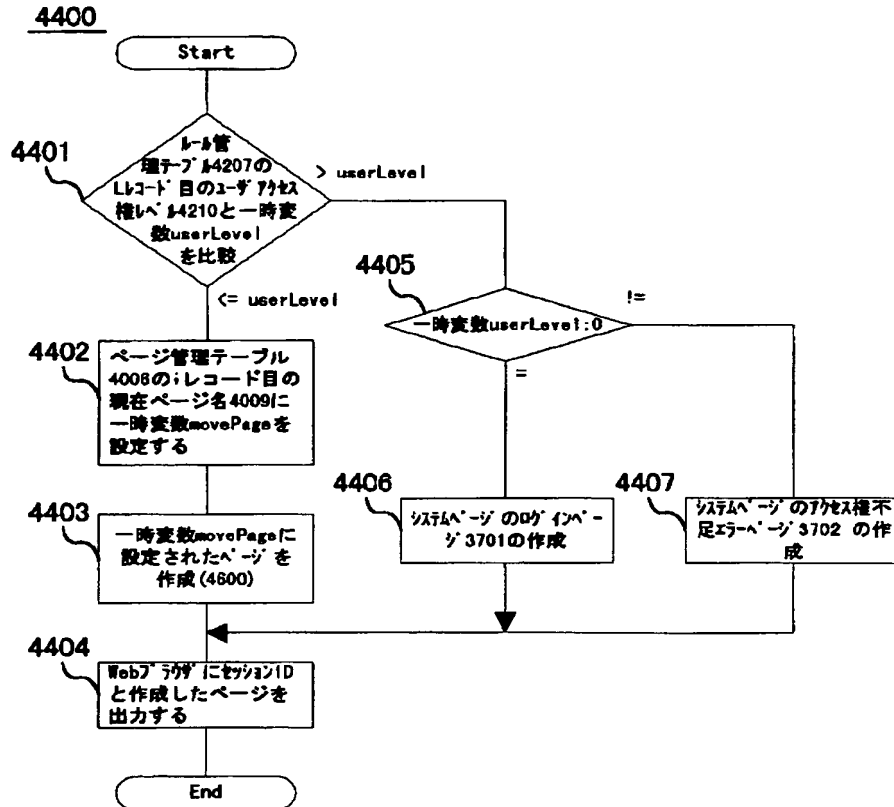 4400
Start
4401
ルール管
理テーブル4207の
Lレコード目のユーザアクセス
権レベル4210と一時変
数userLevel
を比較
> userLevel
<= userLevel
4405
一時変数userLevel:0
!=
=
4402
ページ管理テーブル
4008のiレコード目の
現在ページ名4009に
一時変数movePageを
設定する
4403
一時変数movePageに
設定されたページを
作成(4600)
4406
システムページのログインペー
ジ3701の作成
4407
システムページのアクセス権不
足エラーページ3702 の作
成
4404
WebブラウザにセッションID
と作成したページを
出力する
End